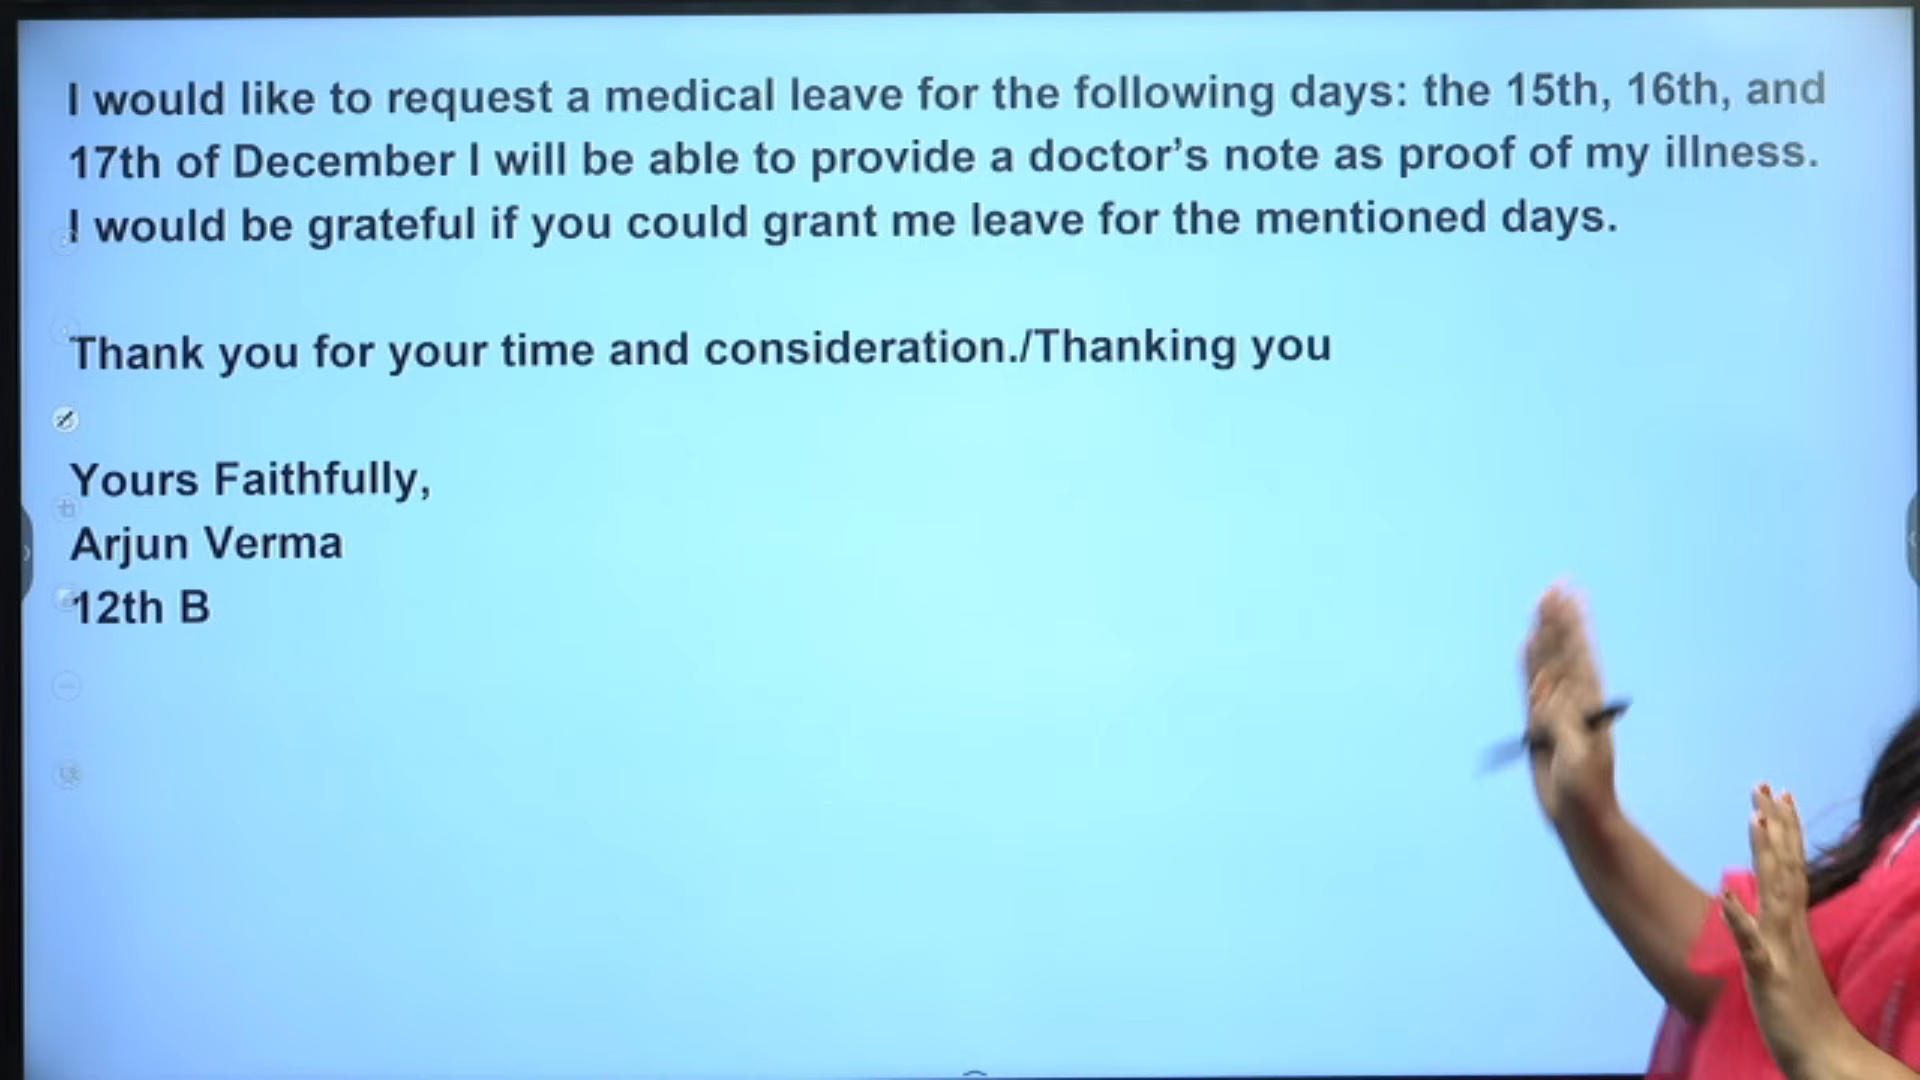 I would like to request a medical leave for the following days: the 15th, 16th, and
17th of December I will be able to provide a doctor's note as proof of my illness.
I would be grateful if you could grant me leave for the mentioned days.
Thank you for your time and consideration./Thanking you
Yours Faithfully,
Arjun Verma
12th B